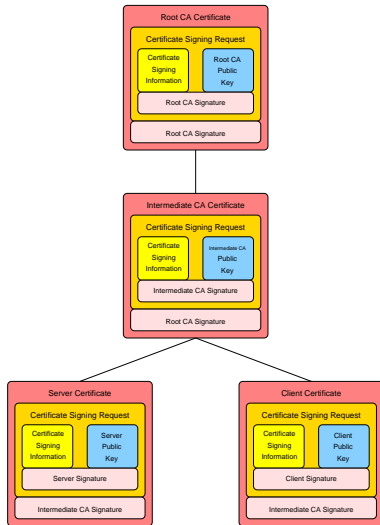 Root CA Certificate
Certificate Signing Request
Certificate
Signing
Information
Root CA
Public
Key
Root CA Signature
Root CA Signature
Intermediate CA Certificate
Certificate Signing Request
Certificate
Signing
Information
Intermediate CA
Public
Key
Intermediate CA Signature
Root CA Signature
Server Certificate
Certificate Signing Request
Certificate
Signing
Information
Server
Public
Key
Server Signature
Intermediate CA Signature
Client Certificate
Certificate Signing Request
Certificate
Signing
Information
Client
Public
Key
Client Signature
Intermediate CA Signature